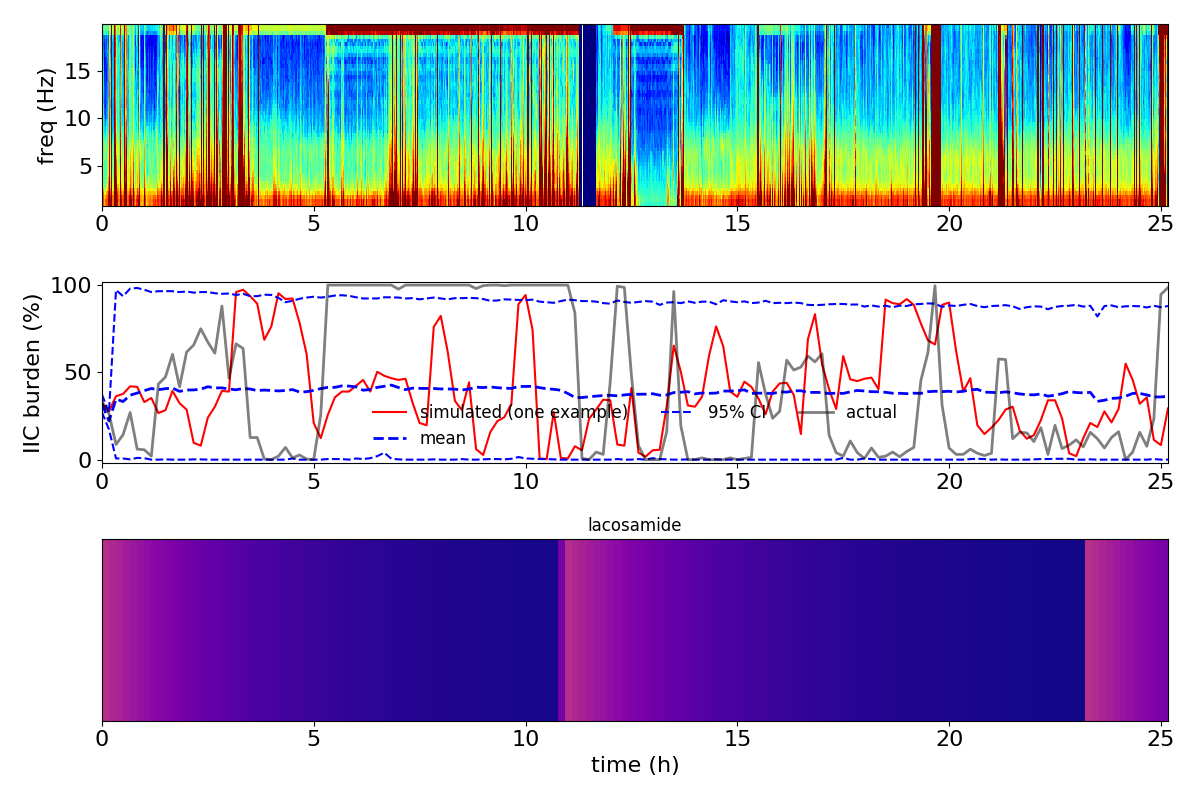 freq (Hz)
15
10
5
0 5 10 15 20 25
IIC burden (%)
100
50
0
simulated (one example) 95% CI actual
mean
0 5 10 15 20 25
lacosamide
0 5 10 15 20 25
time (h)